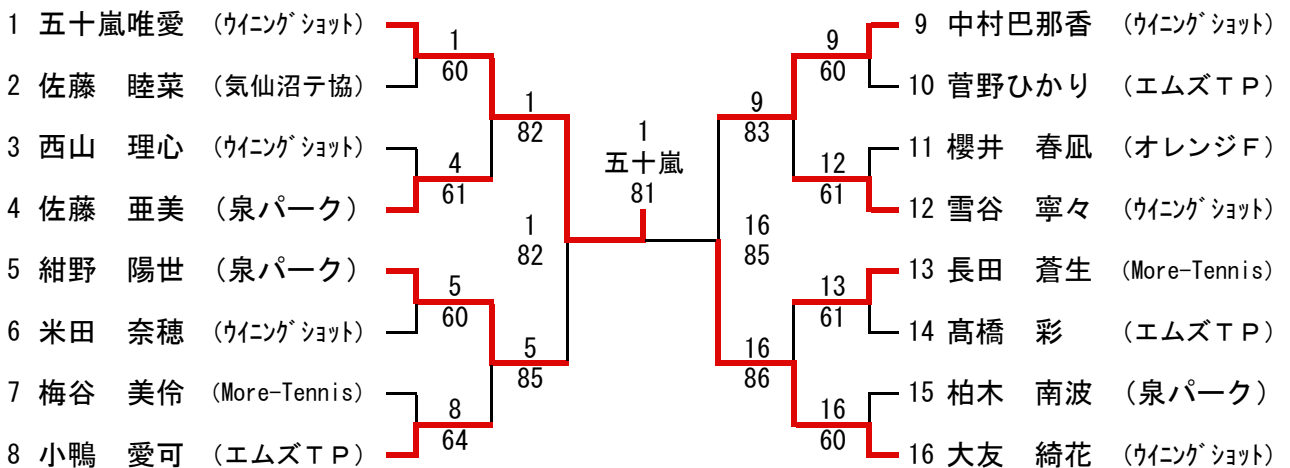 1 五十嵐唯愛 (ｳｲﾆﾝｸﾞｼｮｯﾄ)
2 佐藤　睦菜 (気仙沼テ協)
3 西山　理心 (ｳｲﾆﾝｸﾞｼｮｯﾄ)
4 佐藤　亜美 (泉パーク)
5 紺野　陽世 (泉パーク)
6 米田　奈穂 (ｳｲﾆﾝｸﾞｼｮｯﾄ)
7 梅谷　美伶 (More-Tennis)
8 小鴨　愛可 (エムズＴＰ)
1
60
4
61
5
60
8
64
1
82
5
85
1
82
1
五十嵐
81
16
85
9
83
16
86
9
60
12
61
13
61
16
60
9 中村巴那香 (ｳｲﾆﾝｸﾞｼｮｯﾄ)
10 菅野ひかり (エムズＴＰ)
11 櫻井　春凪 (オレンジＦ)
12 雪谷　寧々 (ｳｲﾆﾝｸﾞｼｮｯﾄ)
13 長田　蒼生 (More-Tennis)
14 髙橋　彩 (エムズＴＰ)
15 柏木　南波 (泉パーク)
16 大友　綺花 (ｳｲﾆﾝｸﾞｼｮｯﾄ)